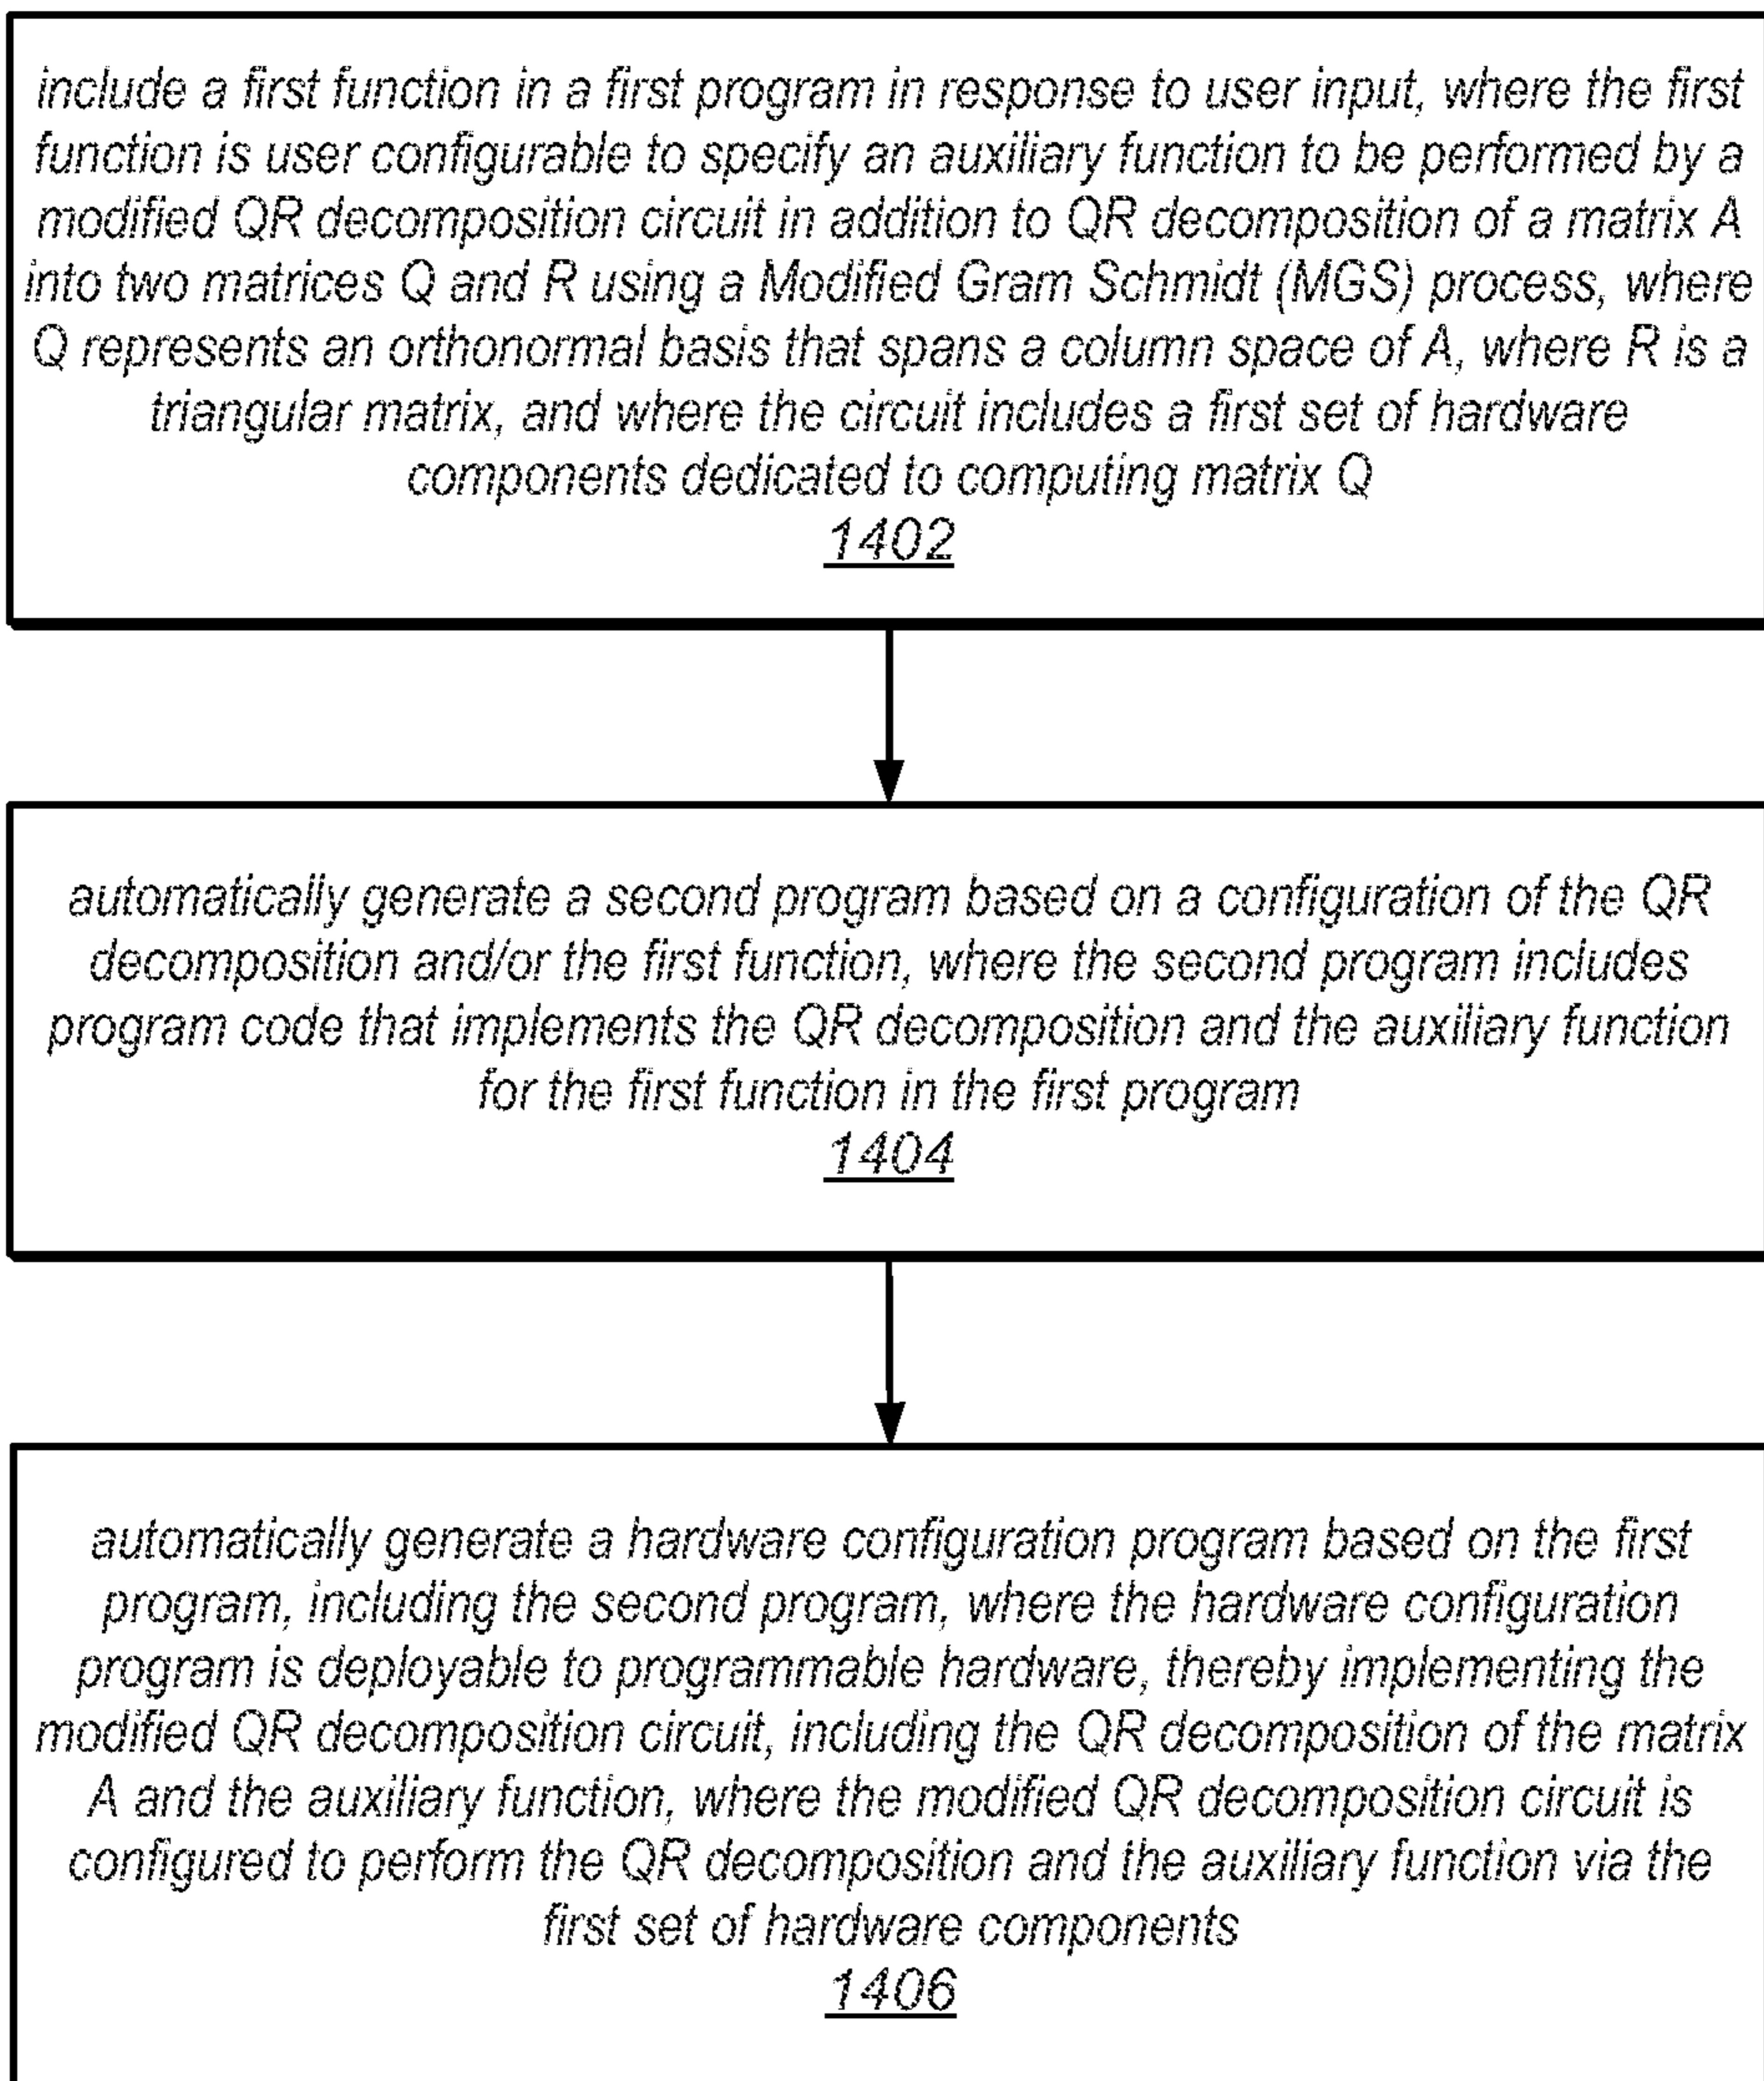 include a first function in a first program in response to user input, where the first
function is user configurable to specify an auxiliary function to be performed by a
modified QR decomposition circuit in addition to QR decomposition of a matrix A
into two matrices Q and R using a Modified Gram Schmidt (MGS) process, where
Q represents an orthonormal basis that spans a column space of A, where R is a
triangular matrix, and where the circuit includes a first set of hardware
components dedicated to computing matrix Q
1402
automatically generate a second program based on a configuration of the QR
decomposition and/or the first function, where the second program includes
program code that implements the QR decomposition and the auxiliary function
for the first function in the first program
1404
automatically generate a hardware configuration program based on the first
program, including the second program, where the hardware configuration
program is deployable to programmable hardware, thereby implementing the
modified QR decomposition circuit, including the QR decomposition of the matrix
A and the auxiliary function, where the modified QR decomposition circuit is
configured to perform the QR decomposition and the auxiliary function via the
first set of hardware components
1406